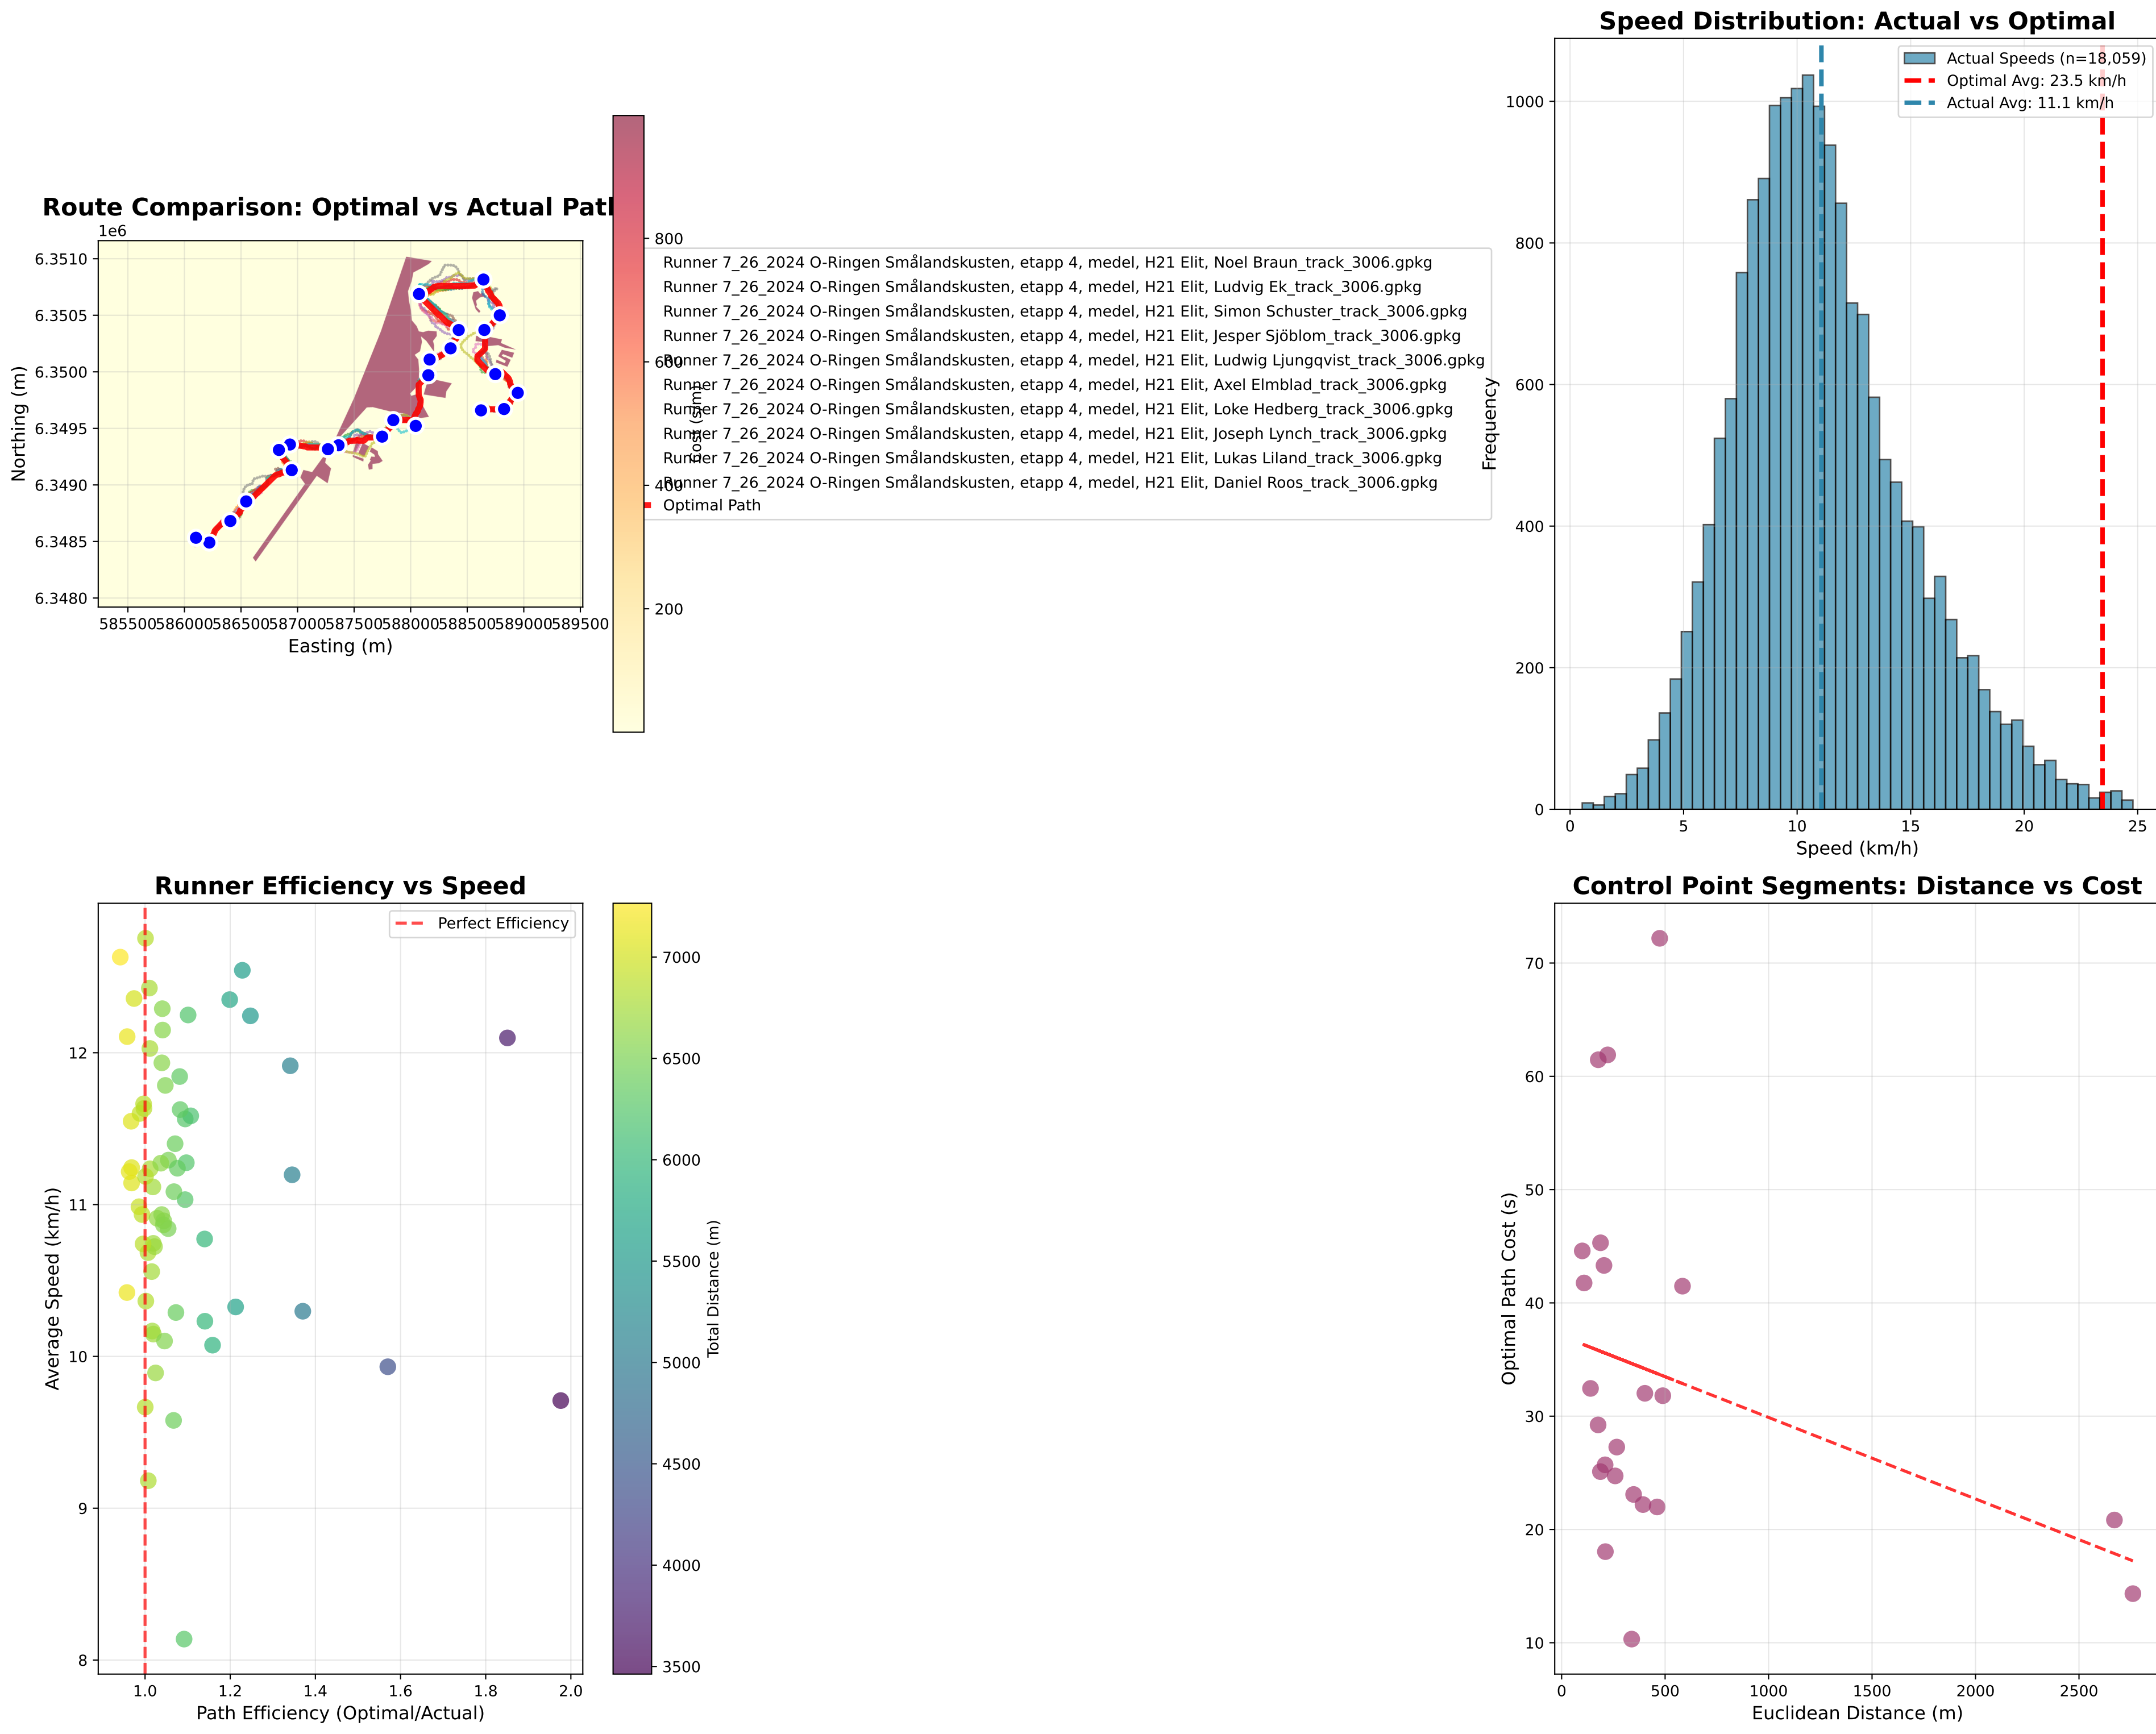 Route Comparison: Optimal vs Actual Pat
1e6
6.3510
6.3505
6.3500
6.3495
6.3490
6.3485
6.3480
Northing (m)
585500 586000 586500 587000 587500 588000 588500 589000 589500
Easting (m)
800
600
400
200
Cost (s/m)
Runner 7_26_2024 O-Ringen Smålandskusten, etapp 4, medel, H21 Elit, Noel Braun_track_3006.gpkg
Runner 7_26_2024 O-Ringen Smålandskusten, etapp 4, medel, H21 Elit, Ludvig Ek_track_3006.gpkg
Runner 7_26_2024 O-Ringen Smålandskusten, etapp 4, medel, H21 Elit, Simon Schuster_track_3006.gpkg
Runner 7_26_2024 O-Ringen Smålandskusten, etapp 4, medel, H21 Elit, Jesper Sjöblom_track_3006.gpkg
Runner 7_26_2024 O-Ringen Smålandskusten, etapp 4, medel, H21 Elit, Ludwig Ljungqvist_track_3006.gpkg
Runner 7_26_2024 O-Ringen Smålandskusten, etapp 4, medel, H21 Elit, Axel Elmblad_track_3006.gpkg
Runner 7_26_2024 O-Ringen Smålandskusten, etapp 4, medel, H21 Elit, Loke Hedberg_track_3006.gpkg
Runner 7_26_2024 O-Ringen Smålandskusten, etapp 4, medel, H21 Elit, Joseph Lynch_track_3006.gpkg
Runner 7_26_2024 O-Ringen Smålandskusten, etapp 4, medel, H21 Elit, Lukas Liland_track_3006.gpkg
Runner 7_26_2024 O-Ringen Smålandskusten, etapp 4, medel, H21 Elit, Daniel Roos_track_3006.gpkg
Optimal Path
Speed Distribution: Actual vs Optimal
Actual Speeds (n=18,059)
Optimal Avg: 23.5 km/h
Actual Avg: 11.1 km/h
1000
800
600
400
200
0
Frequency
0 5 10 15 20 25
Speed (km/h)
Runner Efficiency vs Speed
Perfect Efficiency
12
11
10
9
8
Average Speed (km/h)
1.0 1.2 1.4 1.6 1.8 2.0
Path Efficiency (Optimal/Actual)
7000
6500
6000
5500
5000
4500
4000
3500
Total Distance (m)
Control Point Segments: Distance vs Cost
70
60
50
40
30
20
10
Optimal Path Cost (s)
0 500 1000 1500 2000 2500
Euclidean Distance (m)